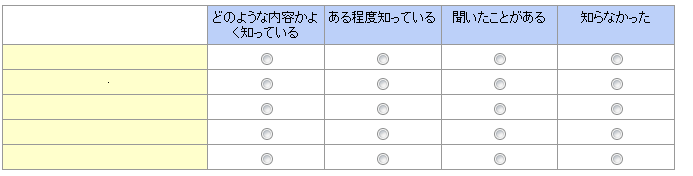 どのような内容かよ
く知っている
ある程度知っている
聞いたことがある
知らなかった